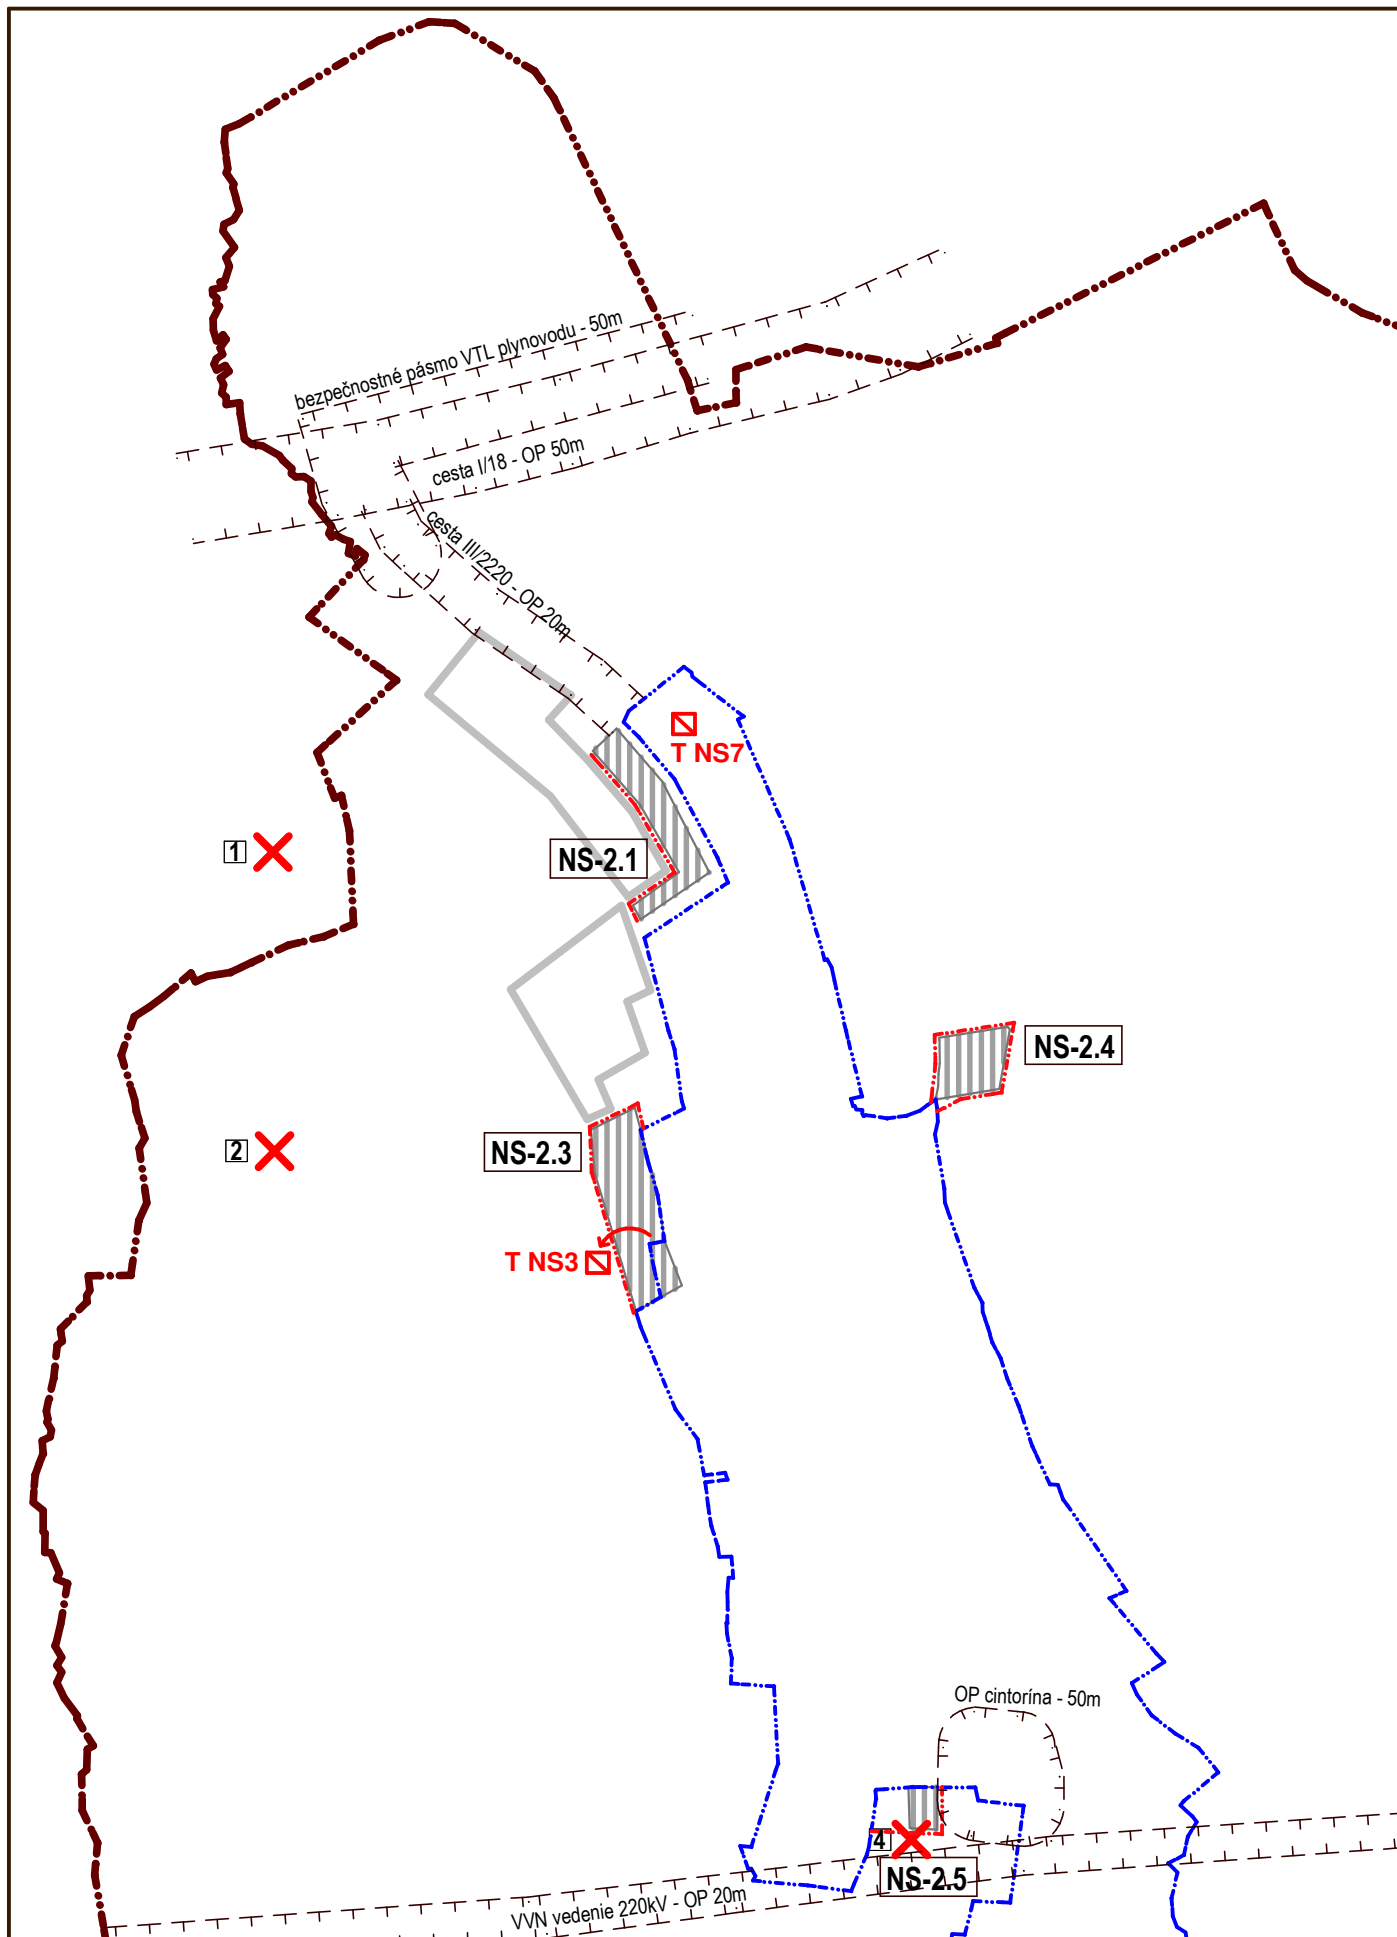 bezpečnostné pásmo VTL plynovodu - 50m
cesta I/18 - OP 50m
cesta III/2220 - OP 20m
T NS7
1
NS-2.1
NS-2.4
2
NS-2.3
T NS3
OP cintorína - 50m
4
NS-2.5
VVN vedenie 220kV - OP 20m